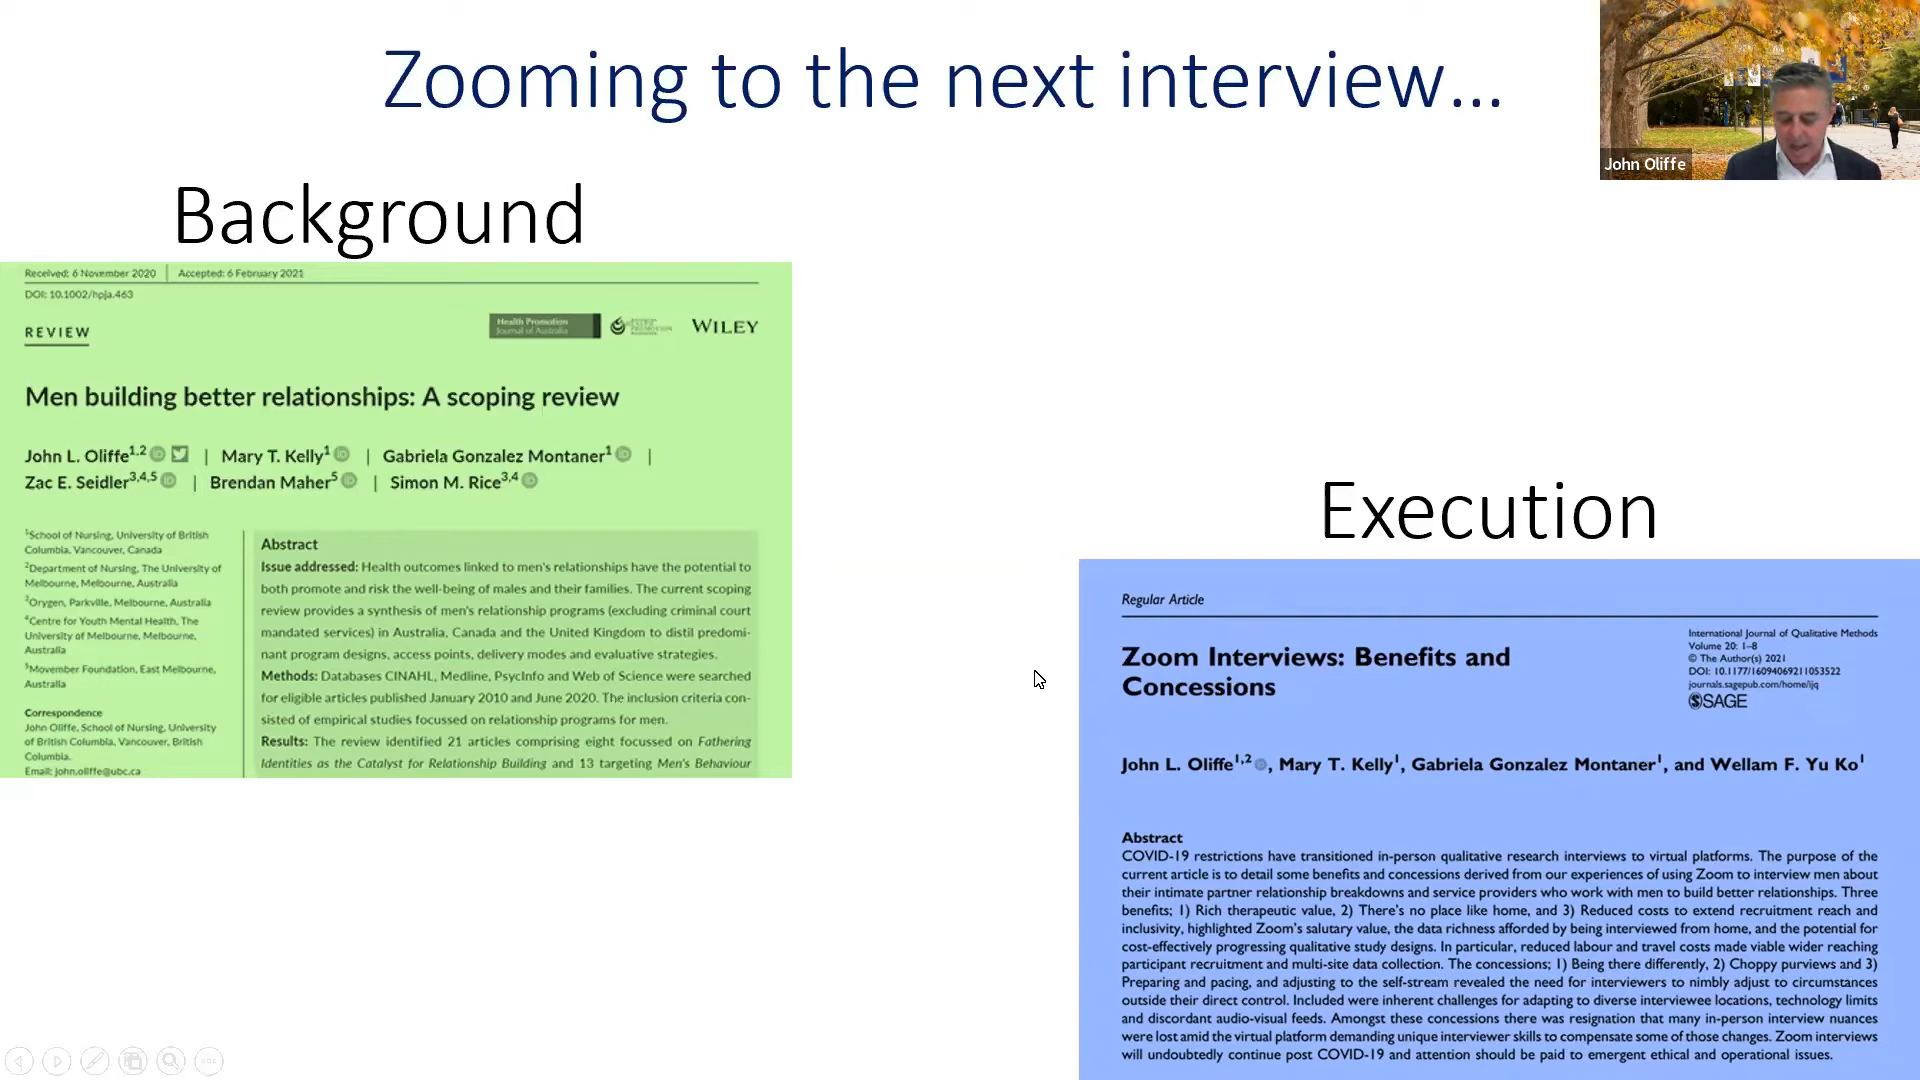 Zooming to the next interview...
John Oliffe
Background
Received: 6 November 2020 | Accepted: 6 February 2021
DOI: 10.1002/hpja.463
REVIEW
Health Promotion
Journal of Australia
WILEY
Men building better relationships: A scoping review
John L. Oliffe1,2 | Mary T. Kelly1 | Gabriela Gonzalez Montaner1 |
Zac E. Seidler3,4,5 | Brendan Maher5 | Simon M. Rice3,4
1School of Nursing, University of British
Columbia, Vancouver, Canada
2Department of Nursing, The University of
Melbourne, Melbourne, Australia
3Orygen, Parkville, Melbourne, Australia
4Centre for Youth Mental Health, The
University of Melbourne, Melbourne,
Australia
5Movember Foundation, East Melbourne,
Australia
Correspondence
John Oliffe, School of Nursing, University
of British Columbia, Vancouver, British
Columbia.
Email: john.oliffe@ubc.ca
Abstract
Issue addressed: Health outcomes linked to men's relationships have the potential to
both promote and risk the well-being of males and their families. The current scoping
review provides a synthesis of men's relationship programs (excluding criminal court
mandated services) in Australia, Canada and the United Kingdom to distil predomi-
nant program designs, access points, delivery modes and evaluative strategies.
Methods: Databases CINAHL, Medline, PsycInfo and Web of Science were searched
for eligible articles published January 2010 and June 2020. The inclusion criteria con-
sisted of empirical studies focussed on relationship programs for men.
Results: The review identified 21 articles comprising eight focussed on Fathering
Identities as the Catalyst for Relationship Building and 13 targeting Men's Behaviour
Execution
Regular Article
Zoom Interviews: Benefits and
Concessions
International Journal of Qualitative Methods
Volume 20: 1–8
© The Author(s) 2021
DOI: 10.1177/16094069211053522
journals.sagepub.com/home/ijq
SAGE
John L. Oliffe1,2, Mary T. Kelly1, Gabriela Gonzalez Montaner1, and Wellam F. Yu Ko1
Abstract
COVID-19 restrictions have transitioned in-person qualitative research interviews to virtual platforms. The purpose of the
current article is to detail some benefits and concessions derived from our experiences of using Zoom to interview men about
their intimate partner relationship breakdowns and service providers who work with men to build better relationships. Three
benefits; 1) Rich therapeutic value, 2) There's no place like home, and 3) Reduced costs to extend recruitment reach and
inclusivity, highlighted Zoom's salutary value, the data richness afforded by being interviewed from home, and the potential for
cost-effectively progressing qualitative study designs. In particular, reduced labour and travel costs made viable wider reaching
participant recruitment and multi-site data collection. The concessions; 1) Being there differently, 2) Choppy purviews and 3)
Preparing and pacing, and adjusting to the self-stream revealed the need for interviewers to nimbly adjust to circumstances
outside their direct control. Included were inherent challenges for adapting to diverse interviewee locations, technology limits
and discordant audio-visual feeds. Amongst these concessions there was resignation that many in-person interview nuances
were lost amid the virtual platform demanding unique interviewer skills to compensate some of those changes. Zoom interviews
will undoubtedly continue post COVID-19 and attention should be paid to emergent ethical and operational issues.